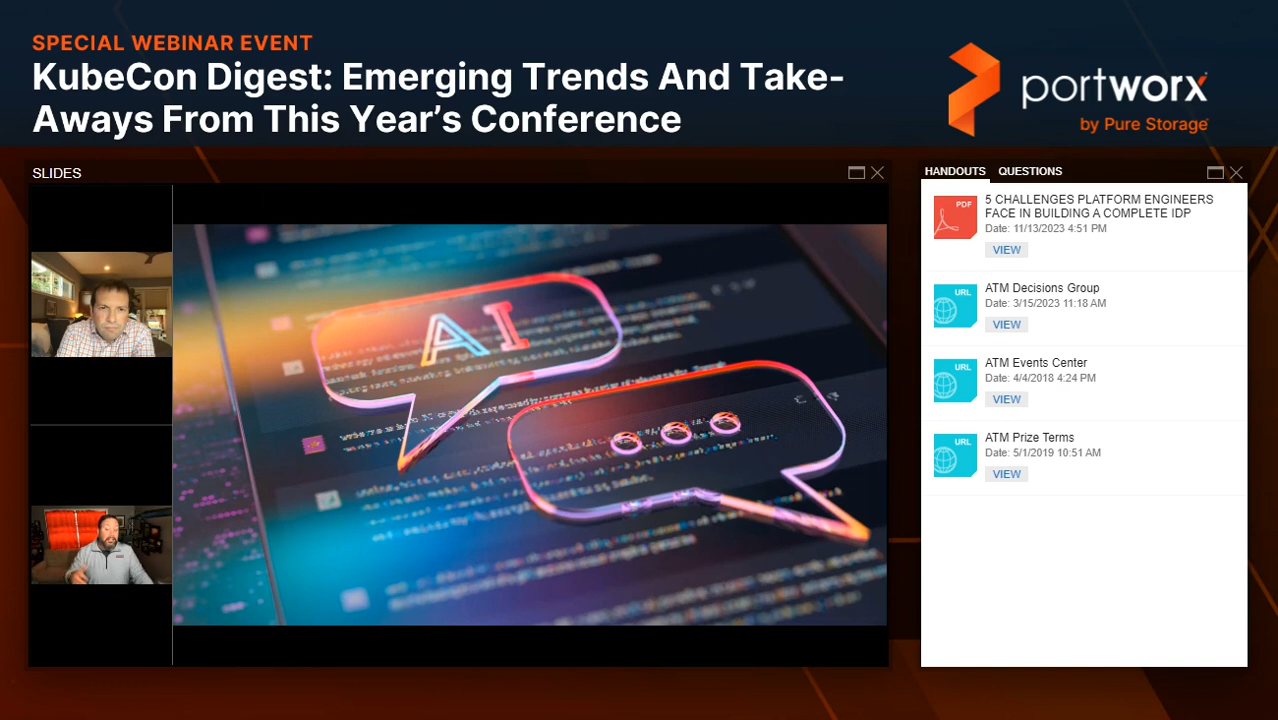 SPECIAL WEBINAR EVENT
KubeCon Digest: Emerging Trends And Take-
Aways From This Year’s Conference
portworx
by Pure Storage
SLIDES
AI
HANDOUTS QUESTIONS
PDF
5 CHALLENGES PLATFORM ENGINEERS
FACE IN BUILDING A COMPLETE IDP
Date: 11/13/2023 4:51 PM
VIEW
URL
ATM Decisions Group
Date: 3/15/2023 11:18 AM
VIEW
URL
ATM Events Center
Date: 4/4/2018 4:24 PM
VIEW
URL
ATM Prize Terms
Date: 5/1/2019 10:51 AM
VIEW